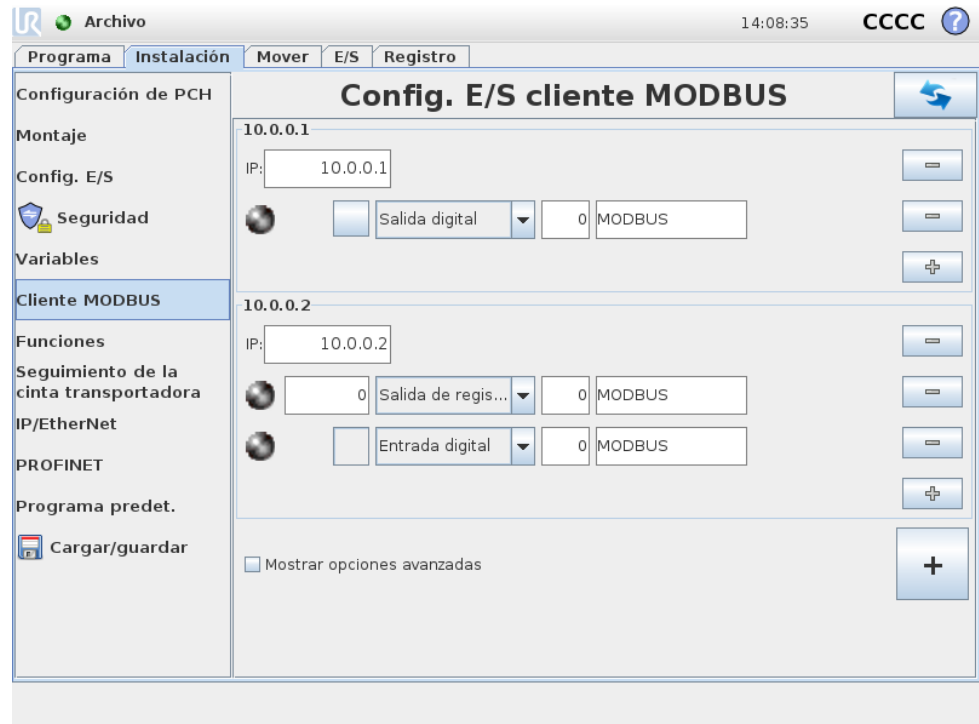 UR Archivo 14:08:35 CCCC ?
Programa Instalación Mover E/S Registro
Configuración de PCH
Montaje
Config. E/S
Seguridad
Variables
Cliente MODBUS
Funciones
Seguimiento de la
cinta transportadora
IP/EtherNet
PROFINET
Programa predet.
Cargar/guardar
Config. E/S cliente MODBUS
10.0.0.1
IP: 10.0.0.1
Salida digital 0 MODBUS
10.0.0.2
IP: 10.0.0.2
0 Salida de regis... 0 MODBUS
Entrada digital 0 MODBUS
Mostrar opciones avanzadas